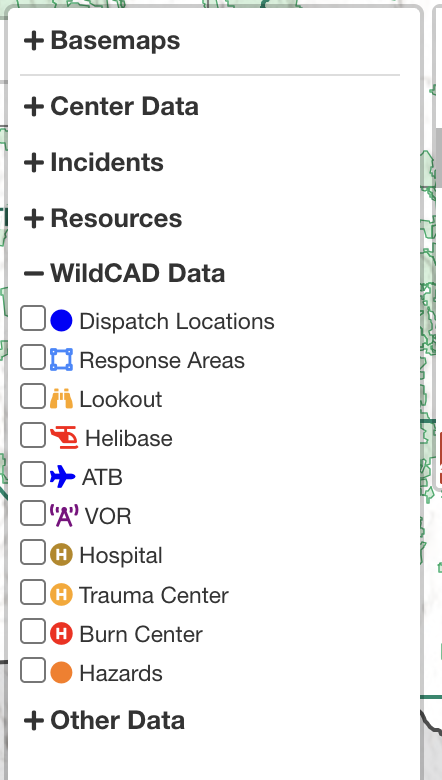 Basemaps
Center Data
Incidents
Resources
WildCAD Data
Dispatch Locations
Response Areas
Lookout
Helibase
ATB
VOR
H Hospital
H Trauma Center
H Burn Center
Hazards
Other Data